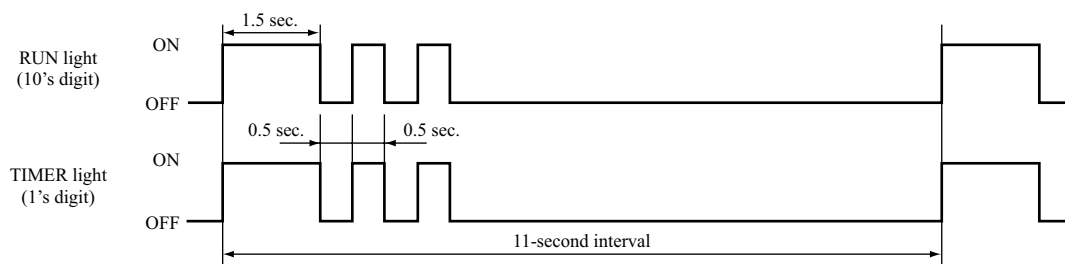 1.5 sec.
RUN light
(10’s digit)
ON
OFF
0.5 sec.
0.5 sec.
TIMER light
(1’s digit)
ON
OFF
11-second interval